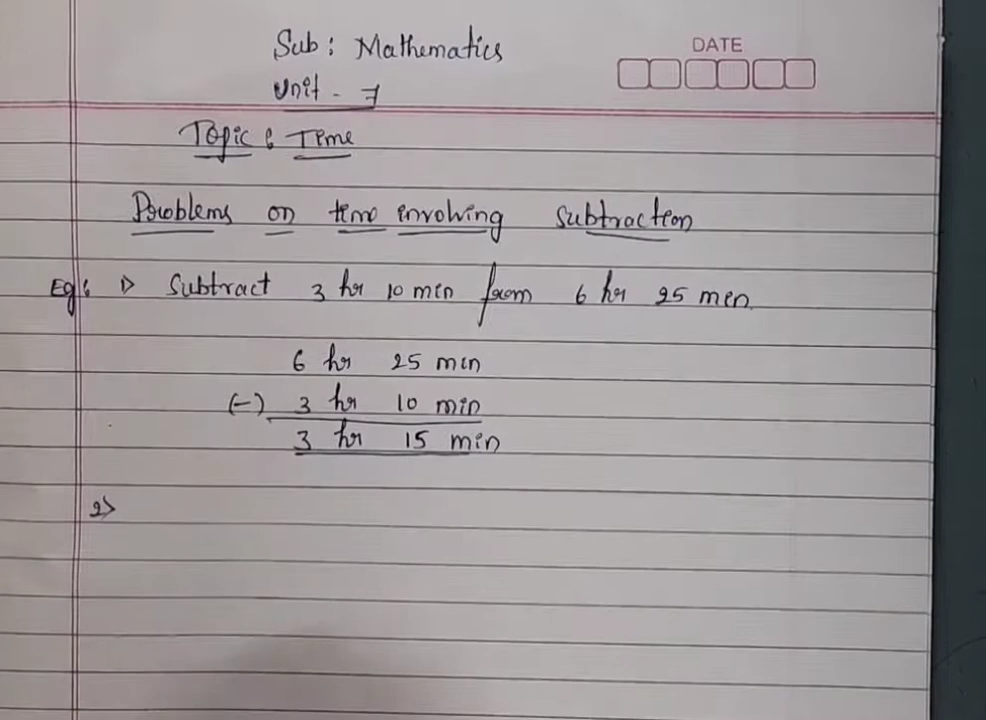 Sub : Mathematics
DATE
Unit - 7
Topic : Time
Problems on time involving subtraction
Eg : 1> Subtract 3 hr 10 min from 6 hr 25 min.
6 hr 25 min
(-) 3 hr 10 min
3 hr 15 min
2>